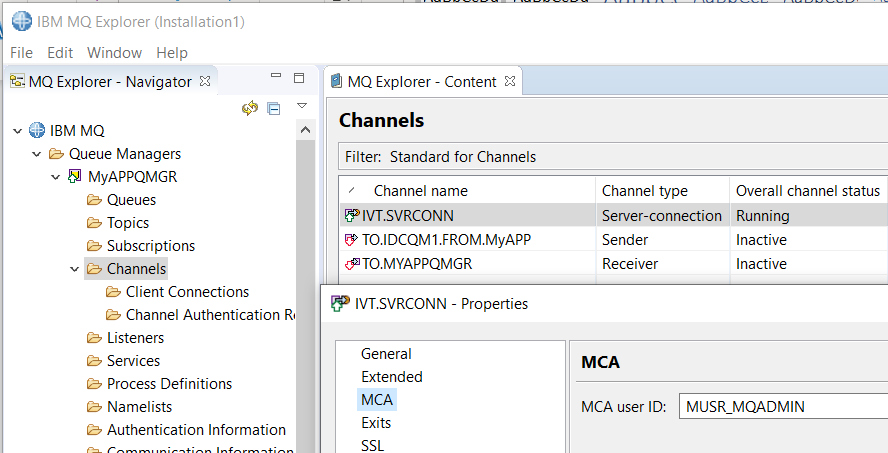 IBM MQ Explorer (Installation1)
File Edit Window Help
MQ Explorer - Navigator
IBM MQ
Queue Managers
MyAPPQMGR
Queues
Topics
Subscriptions
Channels
Client Connections
Channel Authentication Re
Listeners
Services
Process Definitions
Namelists
Authentication Information
Communication Information
MQ Explorer - Content
Channels
Filter: Standard for Channels
Channel name Channel type Overall channel status
IVT.SVRCONN Server-connection Running
TO.IDCQM1.FROM.MyAPP Sender Inactive
TO.MYAPPQMGR Receiver Inactive
IVT.SVRCONN - Properties
General
Extended
MCA
Exits
SSL
MCA
MCA user ID: MUSR_MQADMIN